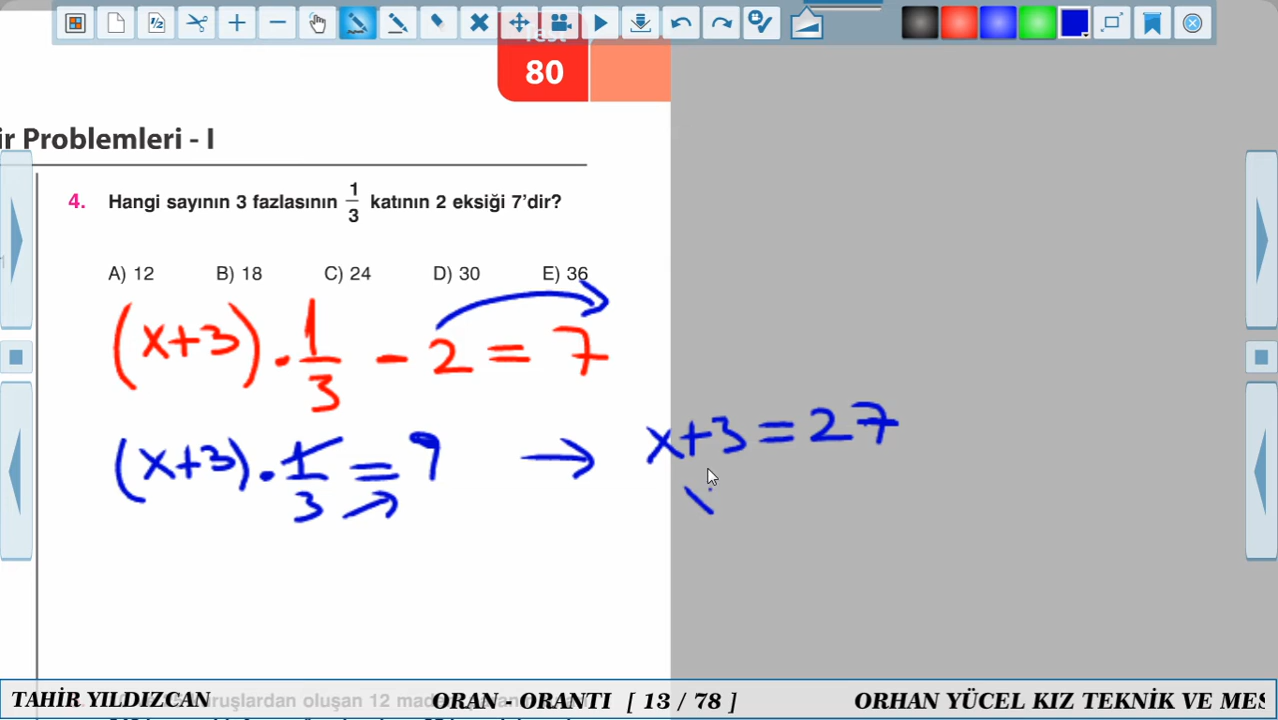 80
ir Problemleri - I
4. Hangi sayının 3 fazlasının 1/3 katının 2 eksiği 7'dir?
A) 12 B) 18 C) 24 D) 30 E) 36
(x+3) . 1/3 - 2 = 7
(x+3) . 1/3 = 9 → x+3 = 27
TAHİR YILDIZCAN ORAN - ORANTI [ 13 / 78 ] ORHAN YÜCEL KIZ TEKNİK VE MES